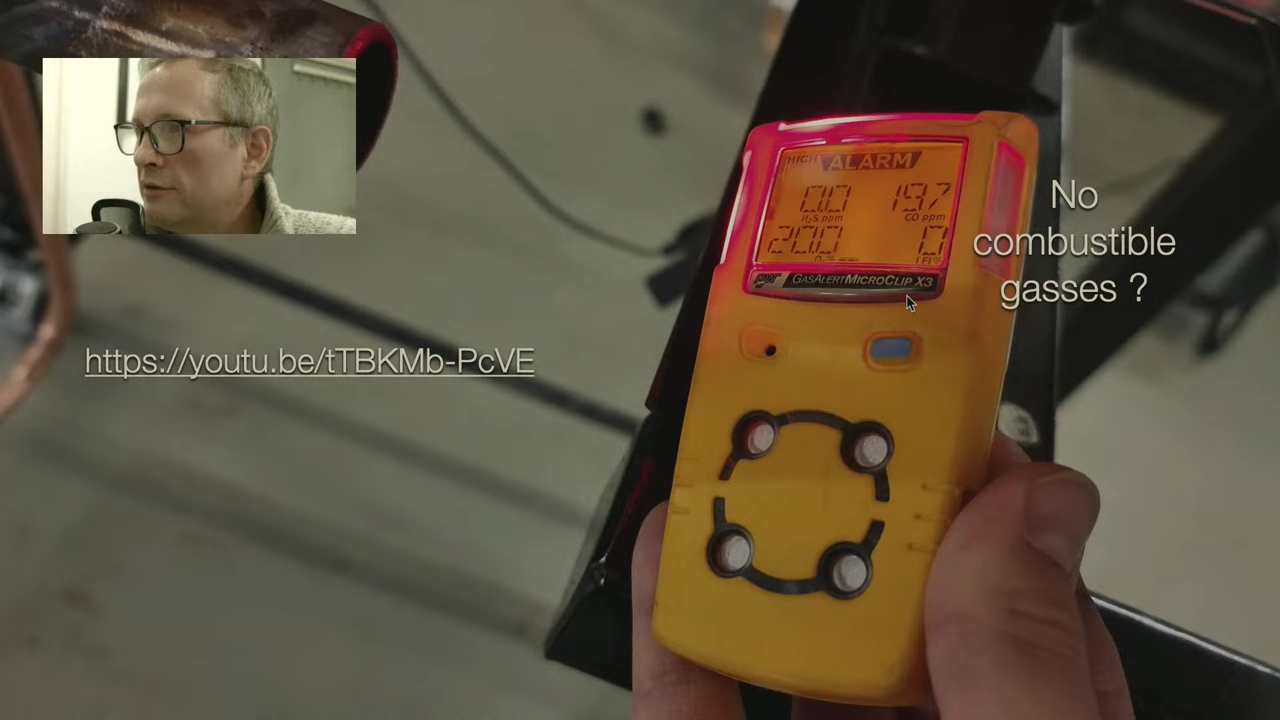 HIGH ALARM
0.0 197
H₂S ppm CO ppm
20.0 0
GASALERTMICROCLIP X3
No
combustible
gasses ?
https://youtu.be/tTBKMb-PcVE